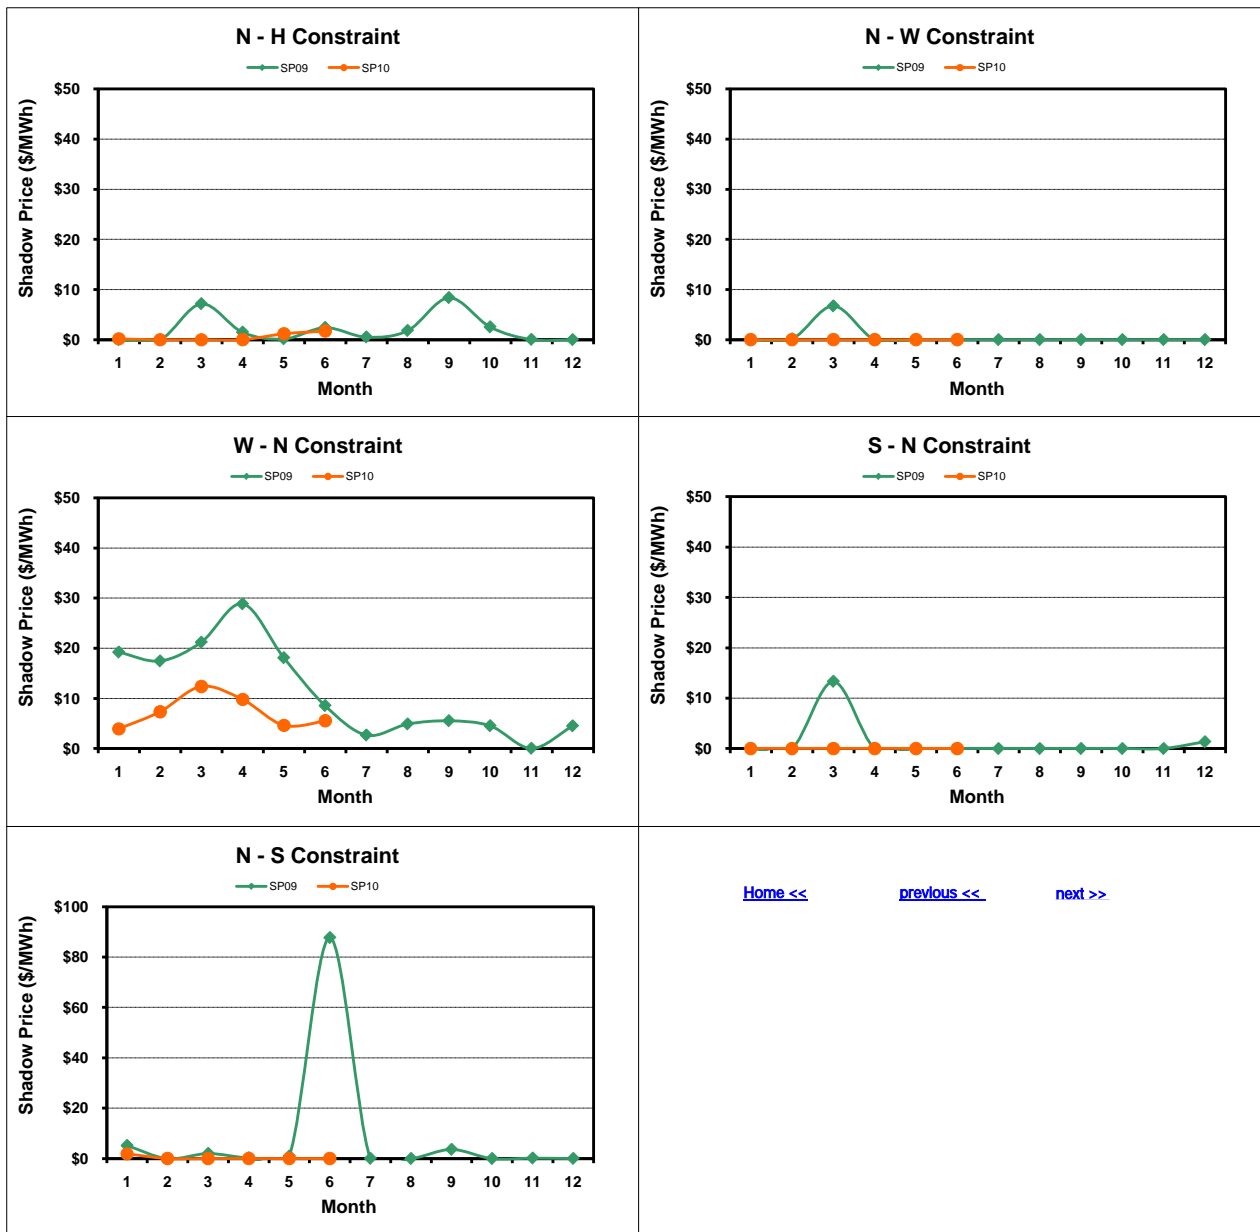 N - H Constraint
SP09 SP10
Shadow Price ($/MWh)
$50
$40
$30
$20
$10
$0
1 2 3 4 5 6 7 8 9 10 11 12
Month
N - W Constraint
SP09 SP10
Shadow Price ($/MWh)
$50
$40
$30
$20
$10
$0
1 2 3 4 5 6 7 8 9 10 11 12
Month
W - N Constraint
SP09 SP10
Shadow Price ($/MWh)
$50
$40
$30
$20
$10
$0
1 2 3 4 5 6 7 8 9 10 11 12
Month
S - N Constraint
SP09 SP10
Shadow Price ($/MWh)
$50
$40
$30
$20
$10
$0
1 2 3 4 5 6 7 8 9 10 11 12
Month
N - S Constraint
SP09 SP10
Shadow Price ($/MWh)
$100
$80
$60
$40
$20
$0
1 2 3 4 5 6 7 8 9 10 11 12
Month
Home << previous << next >>